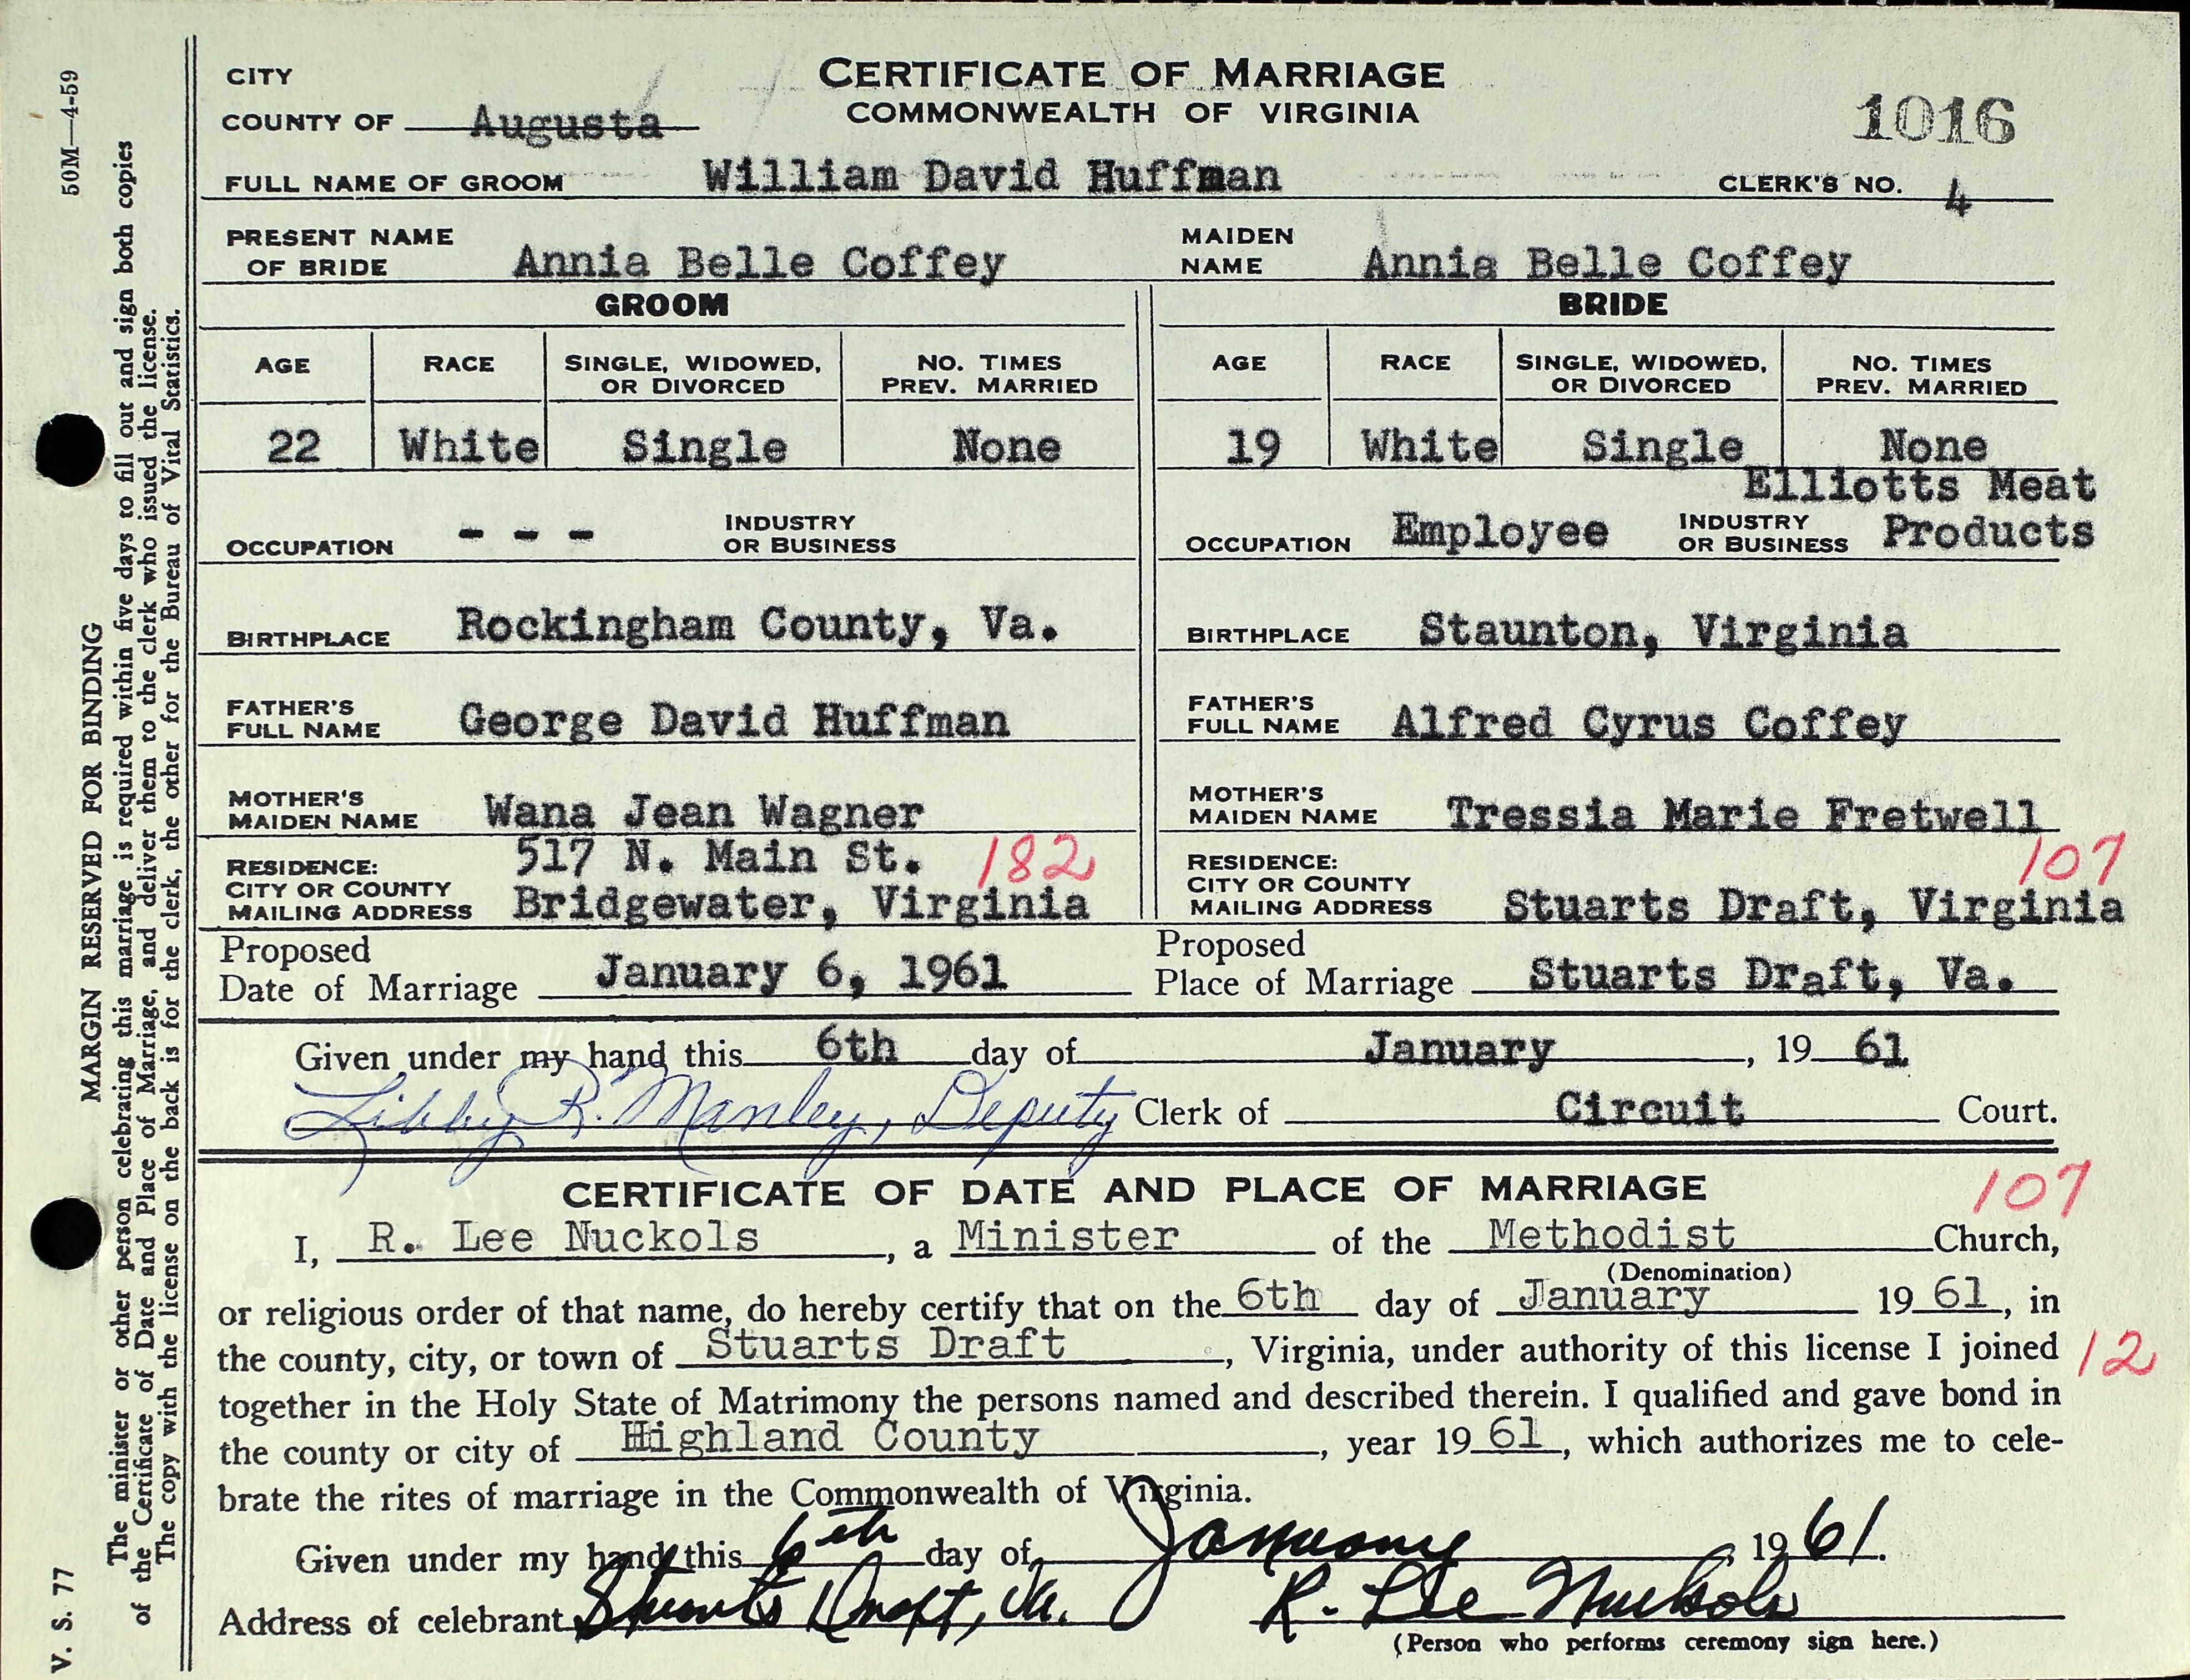 CERTIFICATE OF MARRIAGE
COMMONWEALTH OF VIRGINIA
1016
CITY
COUNTY OF Augusta
FULL NAME OF GROOM William David Huffman CLERK'S NO. 4
PRESENT NAME OF BRIDE Annia Belle Coffey MAIDEN NAME Annia Belle Coffey
GROOM
AGE RACE SINGLE, WIDOWED, OR DIVORCED NO. TIMES PREV. MARRIED
22 White Single None
OCCUPATION - - - INDUSTRY OR BUSINESS
BIRTHPLACE Rockingham County, Va.
FATHER'S FULL NAME George David Huffman
MOTHER'S MAIDEN NAME Wana Jean Wagner
RESIDENCE: CITY OR COUNTY MAILING ADDRESS 517 N. Main St. 182
Bridgewater, Virginia
BRIDE
AGE RACE SINGLE, WIDOWED, OR DIVORCED NO. TIMES PREV. MARRIED
19 White Single None
OCCUPATION Employee INDUSTRY OR BUSINESS Elliotts Meat Products
BIRTHPLACE Staunton, Virginia
FATHER'S FULL NAME Alfred Cyrus Coffey
MOTHER'S MAIDEN NAME Tressia Marie Fretwell
107
RESIDENCE: CITY OR COUNTY MAILING ADDRESS Stuarts Draft, Virginia
Proposed Date of Marriage January 6, 1961 Proposed Place of Marriage Stuarts Draft, Va.
Given under my hand this 6th day of January, 19 61
Libby R. Manley, Deputy Clerk of Circuit Court.
CERTIFICATE OF DATE AND PLACE OF MARRIAGE 107
I, R. Lee Nuckols, a Minister of the Methodist Church,
(Denomination)
or religious order of that name, do hereby certify that on the 6th day of January 19 61, in
the county, city, or town of Stuarts Draft, Virginia, under authority of this license I joined 12
together in the Holy State of Matrimony the persons named and described therein. I qualified and gave bond in
the county or city of Highland County, year 19 61, which authorizes me to cele-
brate the rites of marriage in the Commonwealth of Virginia.
Given under my hand this 6th day of January 19 61.
Address of celebrant Stuarts Draft, Va. R. Lee Nuckols
(Person who performs ceremony sign here.)
50M—4-59
MARGIN RESERVED FOR BINDING
V. S. 77
The minister or other person celebrating this marriage is required within five days to fill out and sign both copies
of the Certificate of Date and Place of Marriage, and deliver them to the clerk who issued the license.
The copy with the license on the back is for the clerk, the other for the Bureau of Vital Statistics.